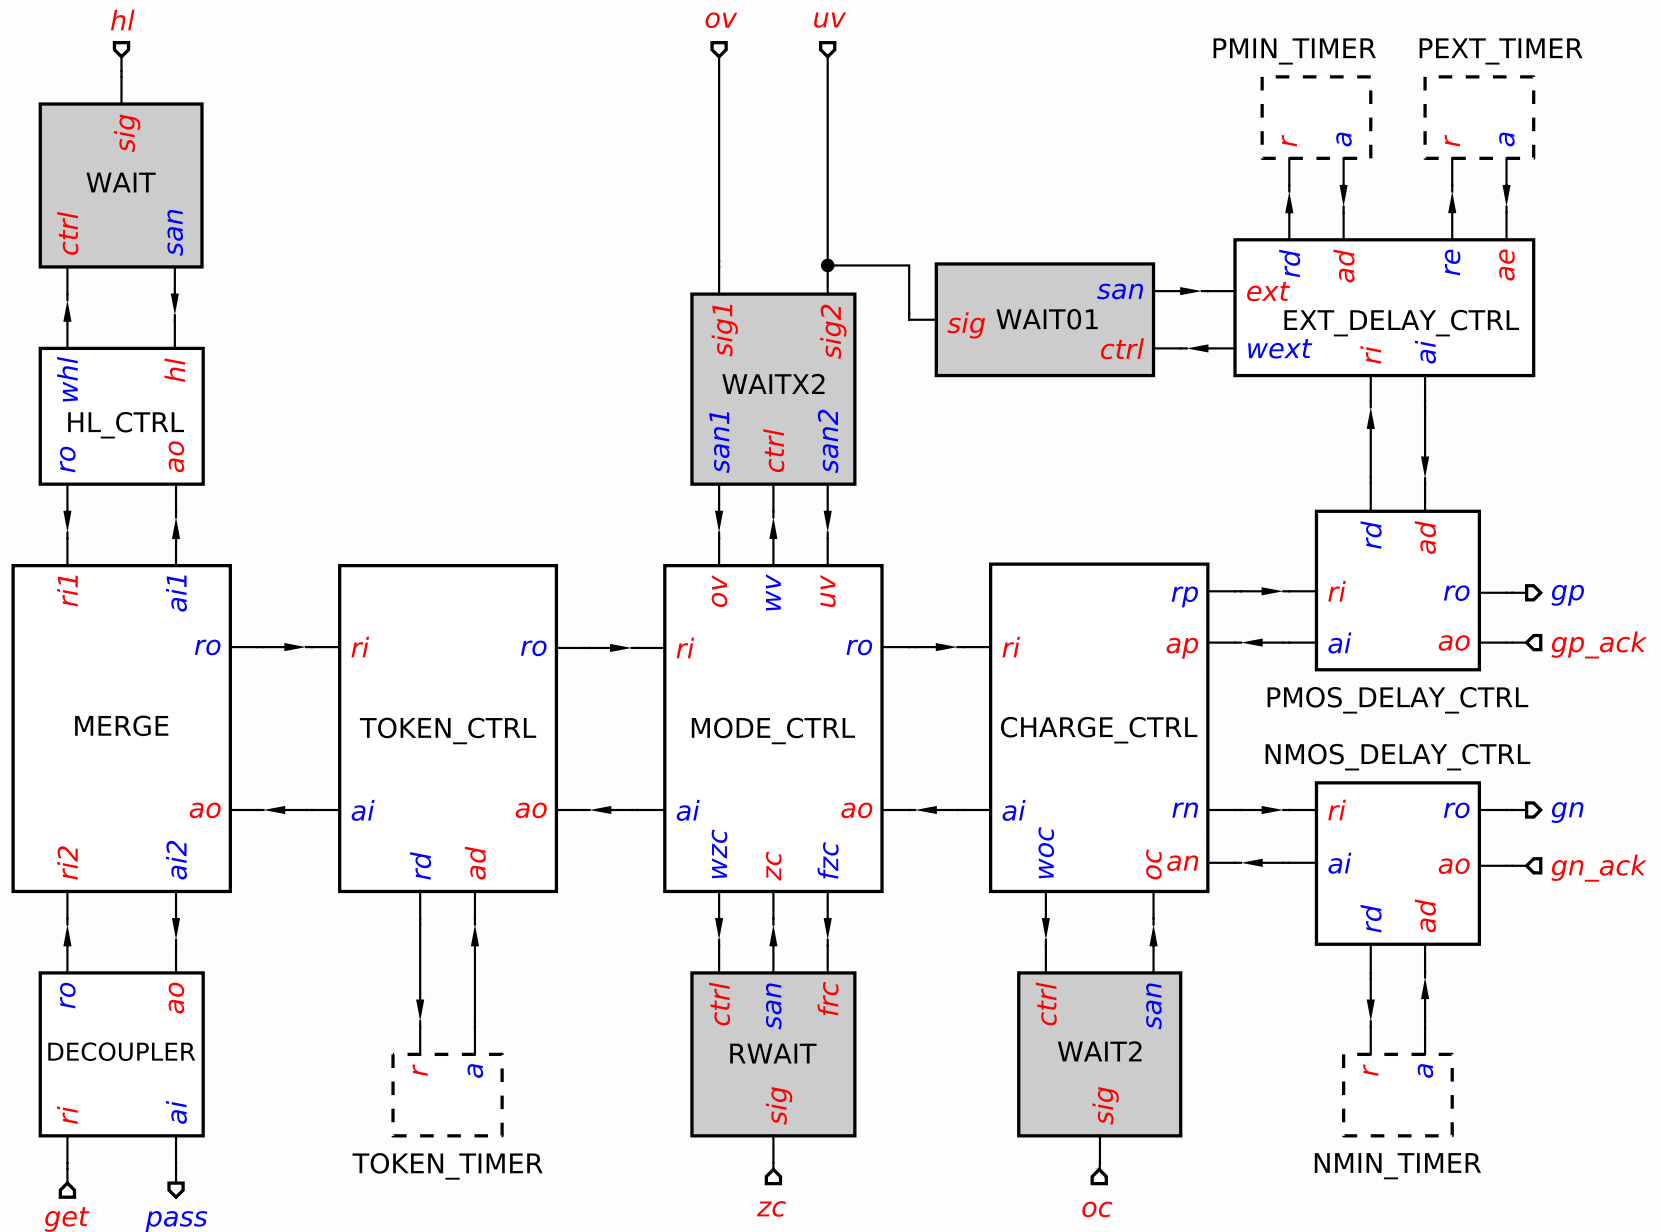 hl
ov
uv
PMIN_TIMER
PEXT_TIMER
sig
WAIT
ctrl
san
r
a
r
a
rd
ad
re
ae
san
ext
sig
WAIT01
EXT_DELAY_CTRL
ctrl
wext
ri
ai
sig1
sig2
WAITX2
san1
ctrl
san2
whl
hl
HL_CTRL
ro
ao
ri1
ai1
ro
MERGE
ao
ri2
ai2
ri
ro
TOKEN_CTRL
ai
ao
rd
ad
ov
wv
uv
ri
ro
MODE_CTRL
ai
ao
wzc
zc
fzc
ri
rp
ap
CHARGE_CTRL
ai
rn
woc
oc
an
rd
ad
ri
ro
gp
ai
ao
gp_ack
PMOS_DELAY_CTRL
NMOS_DELAY_CTRL
ri
ro
gn
ai
ao
gn_ack
rd
ad
ro
ao
DECOUPLER
ri
ai
get
pass
r
a
TOKEN_TIMER
ctrl
san
frc
RWAIT
sig
zc
ctrl
san
WAIT2
sig
oc
r
a
NMIN_TIMER